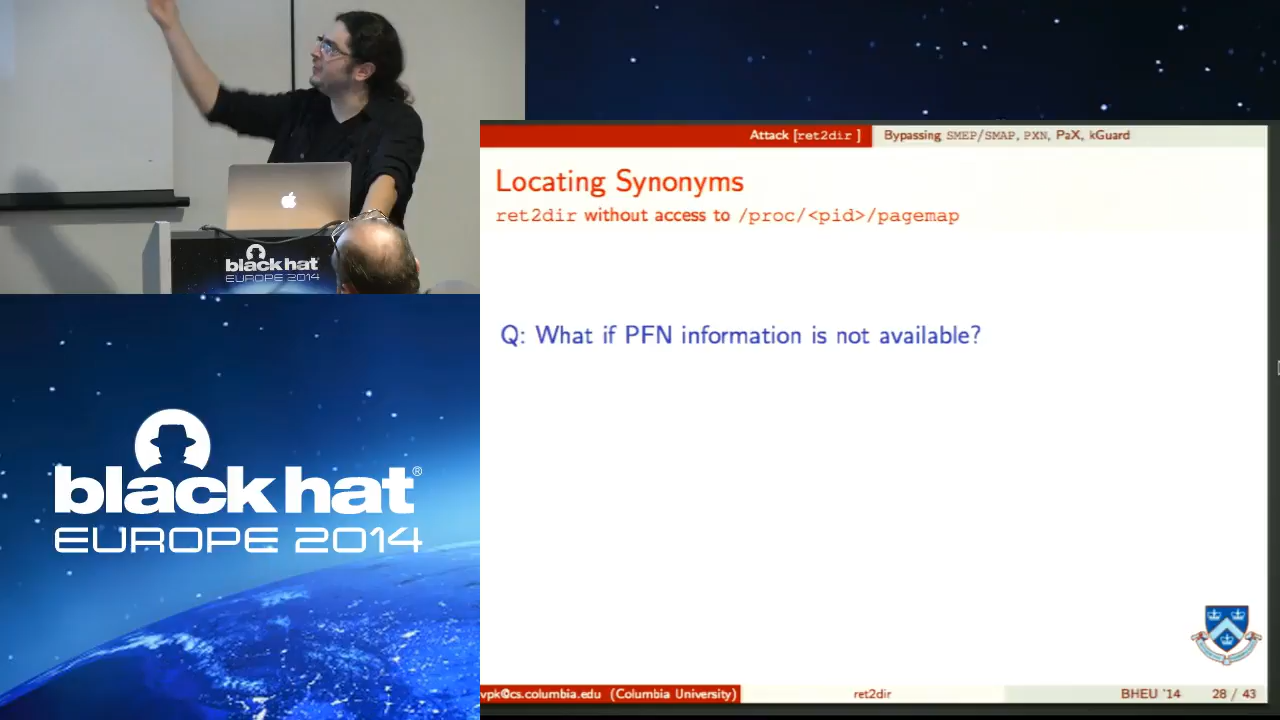 black hat
EUROPE 2014
Attack [ret2dir ]
Bypassing SMEP/SMAP, PXN, PaX, kGuard
Locating Synonyms
ret2dir without access to /proc/<pid>/pagemap
Q: What if PFN information is not available?
black hat®
EUROPE 2014
vpk@cs.columbia.edu (Columbia University)
ret2dir
BHEU '14
28 / 43